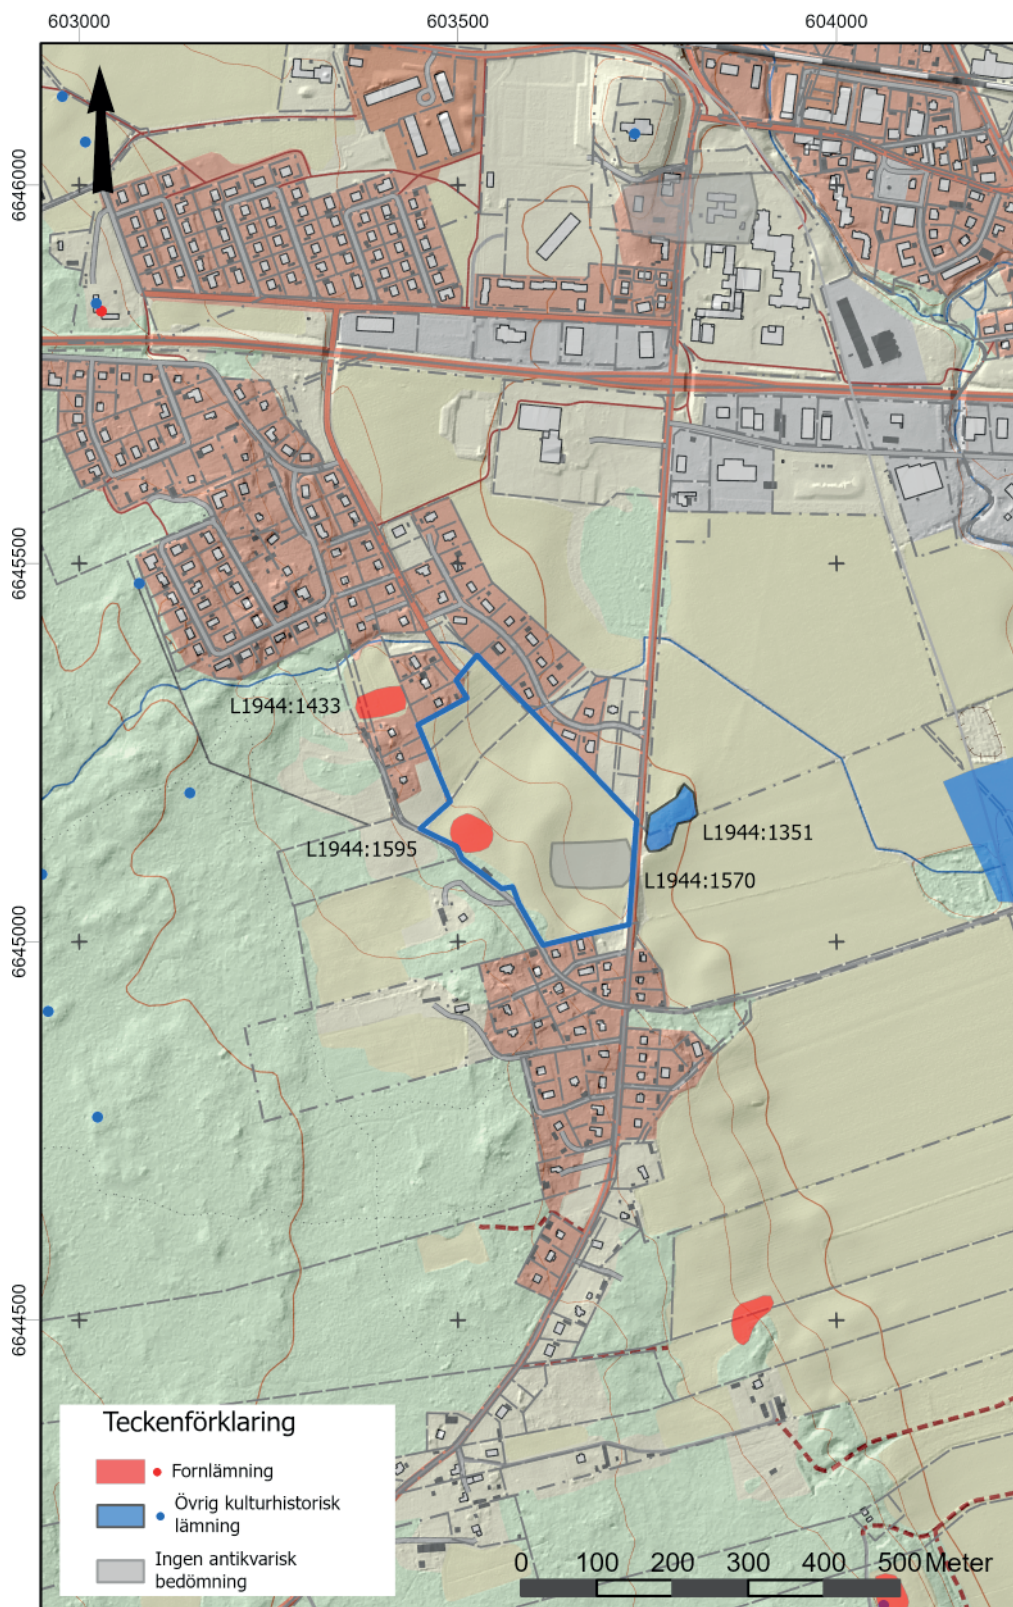 603000 603500 604000
6646000
6645500
6645000
6644500
L1944:1433
L1944:1351
L1944:1595
L1944:1570
Teckenförklaring
Fornlämning
Övrig kulturhistorisk
lämning
Ingen antikvarisk
bedömning
0 100 200 300 400 500 Meter